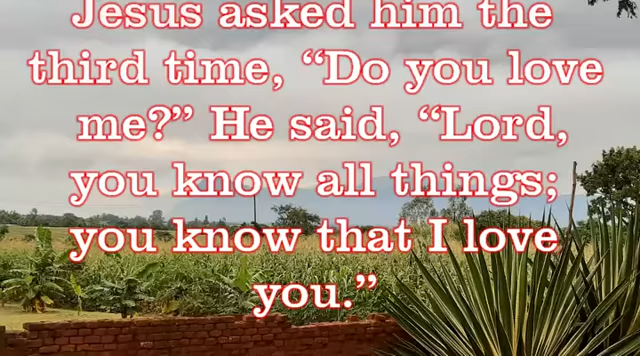 Jesus asked him the
third time, “Do you love
me?” He said, “Lord,
you know all things;
you know that I love
you.”